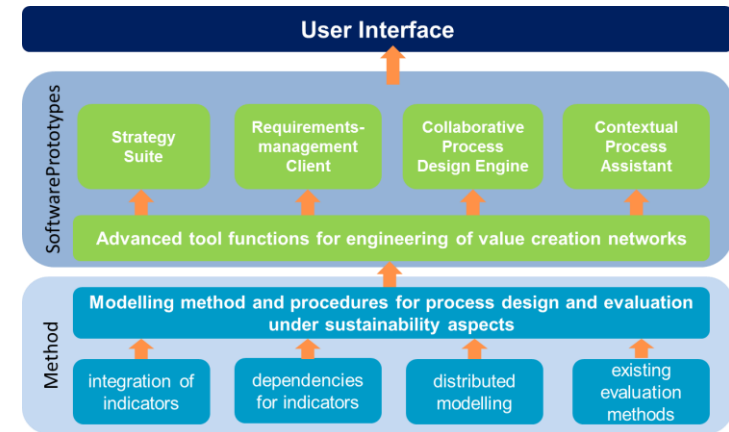 User Interface
SoftwarePrototypes
Strategy
Suite
Requirements-
management
Client
Collaborative
Process
Design Engine
Contextual
Process
Assistant
Advanced tool functions for engineering of value creation networks
Method
Modelling method and procedures for process design and evaluation
under sustainability aspects
integration of
indicators
dependencies
for indicators
distributed
modelling
existing
evaluation
methods